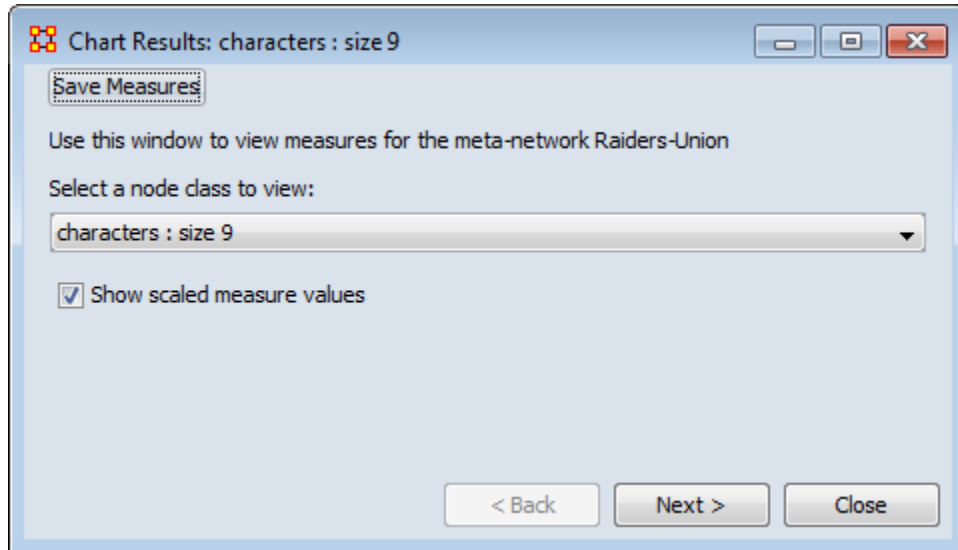 Chart Results: characters : size 9
Save Measures
Use this window to view measures for the meta-network Raiders-Union
Select a node class to view:
characters : size 9
Show scaled measure values
< Back Next > Close